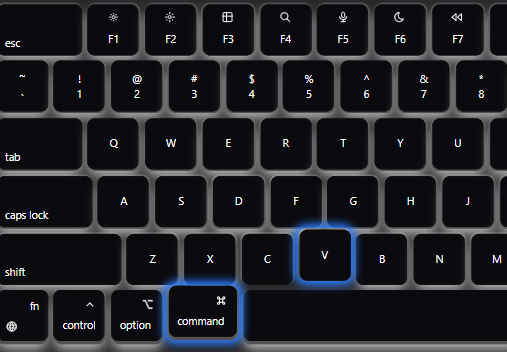 esc F1 F2 F3 F4 F5 F6 F7
~ ! @ # $ % ^ & *
` 1 2 3 4 5 6 7 8
tab Q W E R T Y U
caps lock A S D F G H J
shift Z X C V B N M
fn ^ ⌥ ⌘
control option command